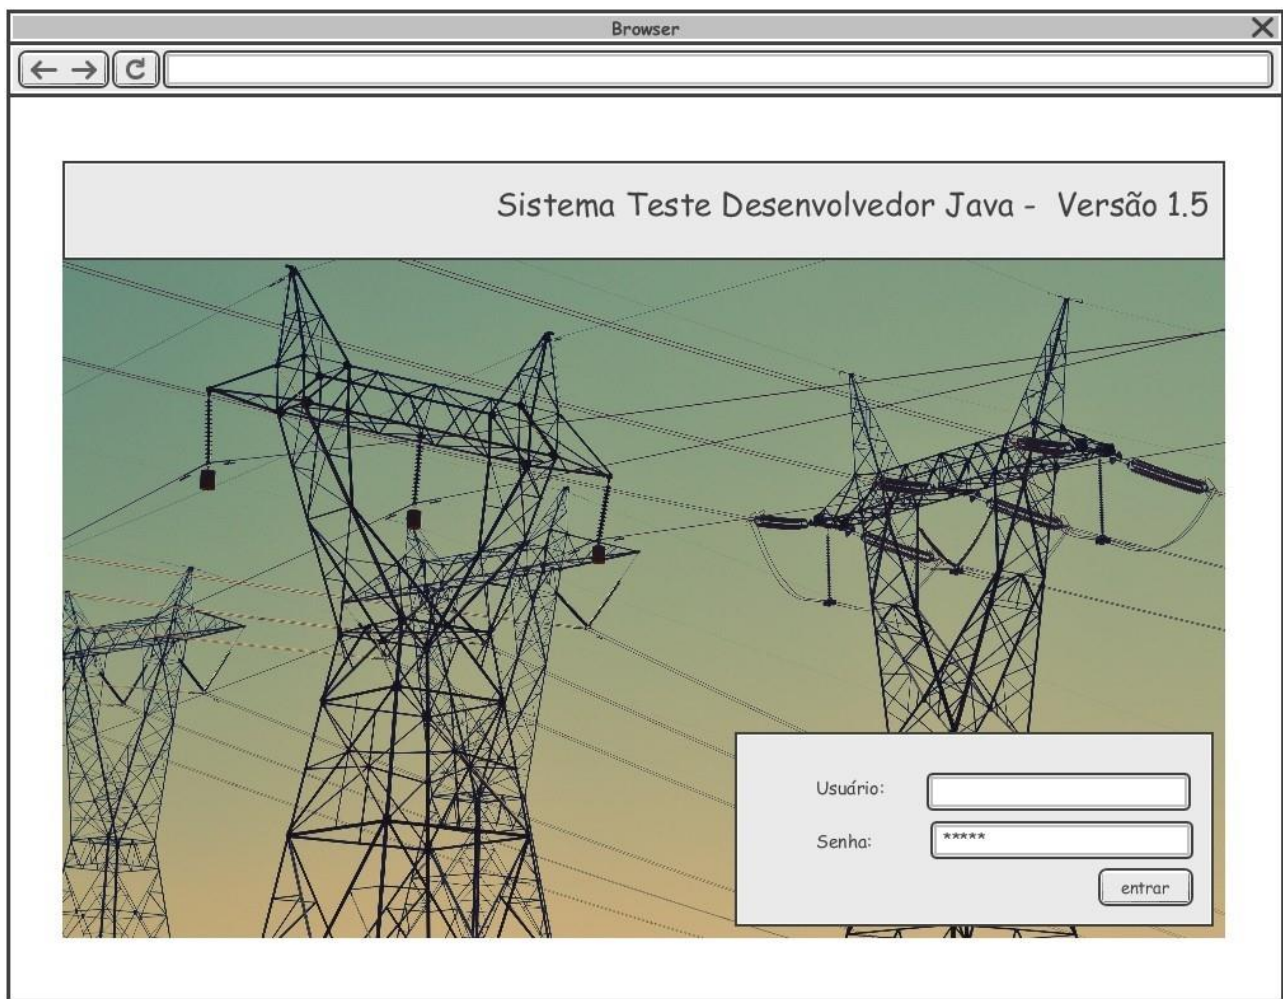 Browser
Sistema Teste Desenvolvedor Java - Versão 1.5
Usuário:
Senha: *****
entrar